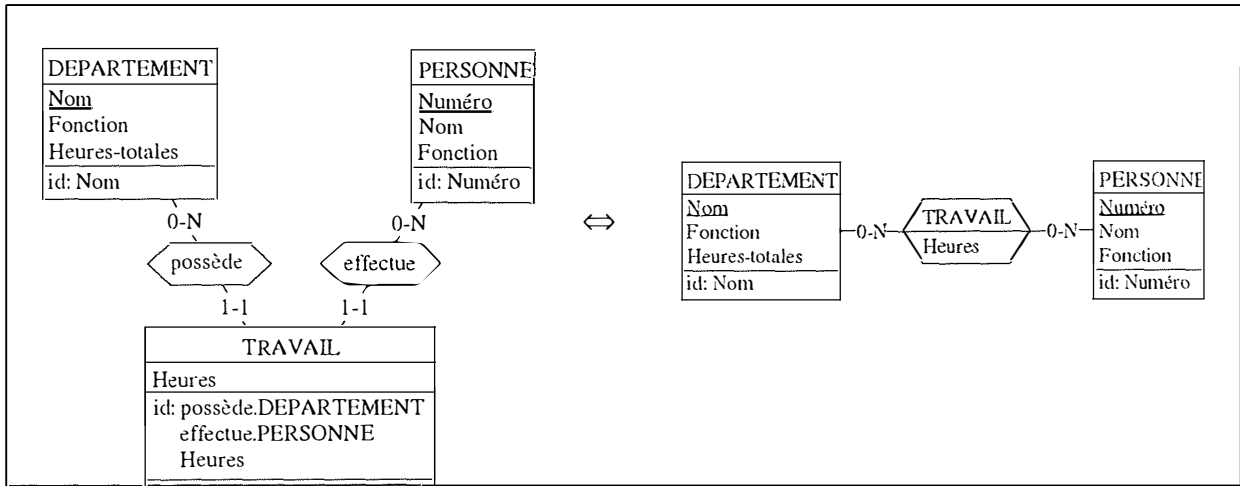 DEPARTEMENT
Nom
Fonction
Heures-totales
id: Nom
PERSONNE
Numéro
Nom
Fonction
id: Numéro
0-N
0-N
possède
effectue
1-1
1-1
TRAVAIL
Heures
id: possède.DEPARTEMENT
effectue.PERSONNE
Heures
⇔
DEPARTEMENT
Nom
Fonction
Heures-totales
id: Nom
0-N
TRAVAIL
Heures
0-N
PERSONNE
Numéro
Nom
Fonction
id: Numéro